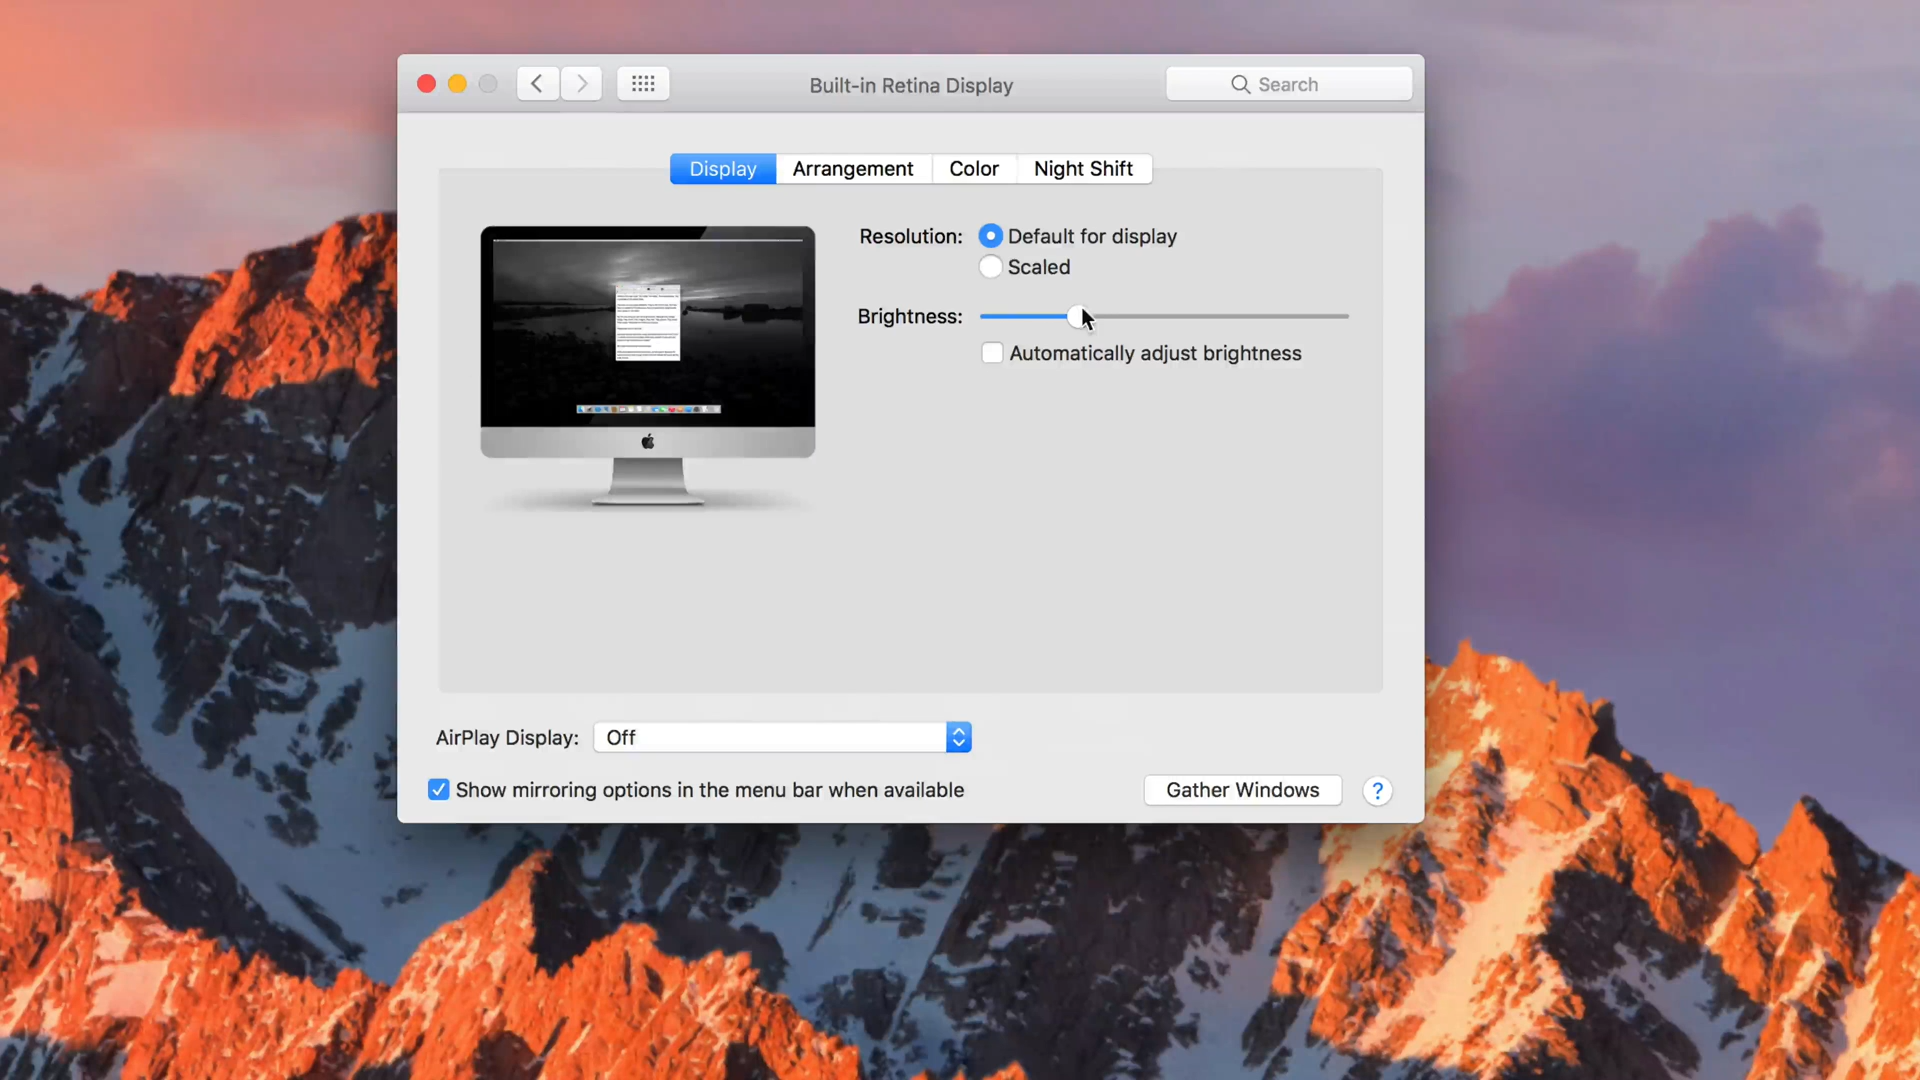 Built-in Retina Display
Search
Display
Arrangement
Color
Night Shift
Resolution:
Default for display
Scaled
Brightness:
Automatically adjust brightness
AirPlay Display:
Off
Show mirroring options in the menu bar when available
Gather Windows
?